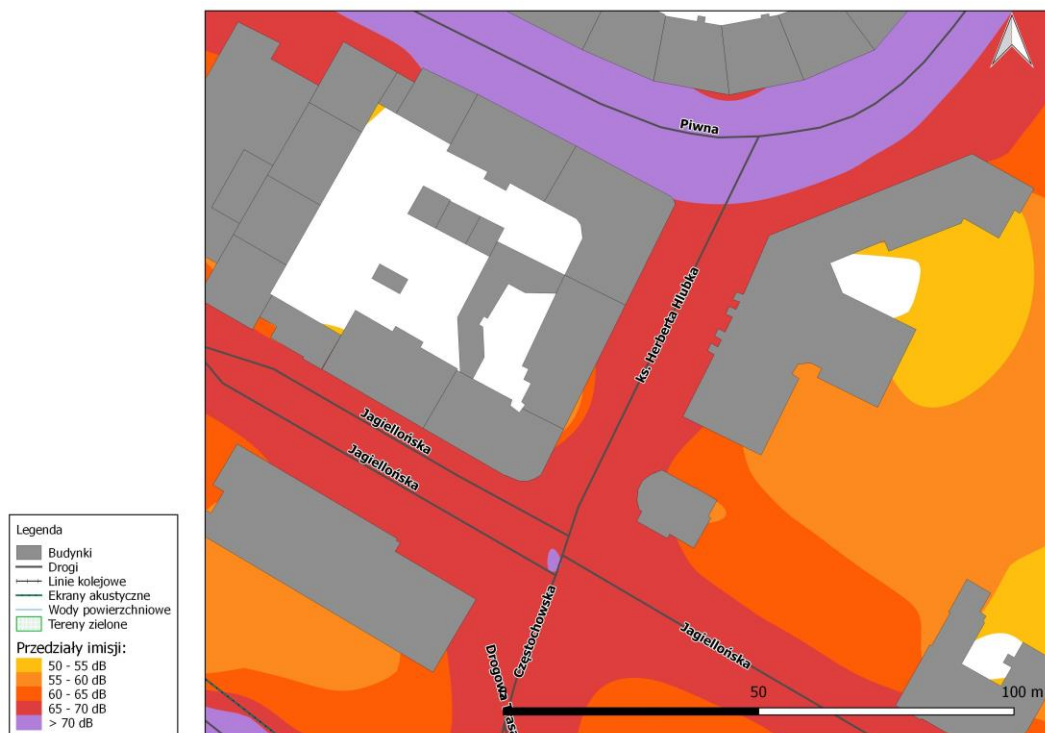 Piwna
ks. Herberta Hlubka
Jagiellońska
Jagiellońska
Jagiellońska
Częstochowska
Drogowa Trasa
50
100 m
Legenda
Budynki
Drogi
Linie kolejowe
Ekrany akustyczne
Wody powierzchniowe
Tereny zielone
Przedziały imisji:
50 - 55 dB
55 - 60 dB
60 - 65 dB
65 - 70 dB
> 70 dB